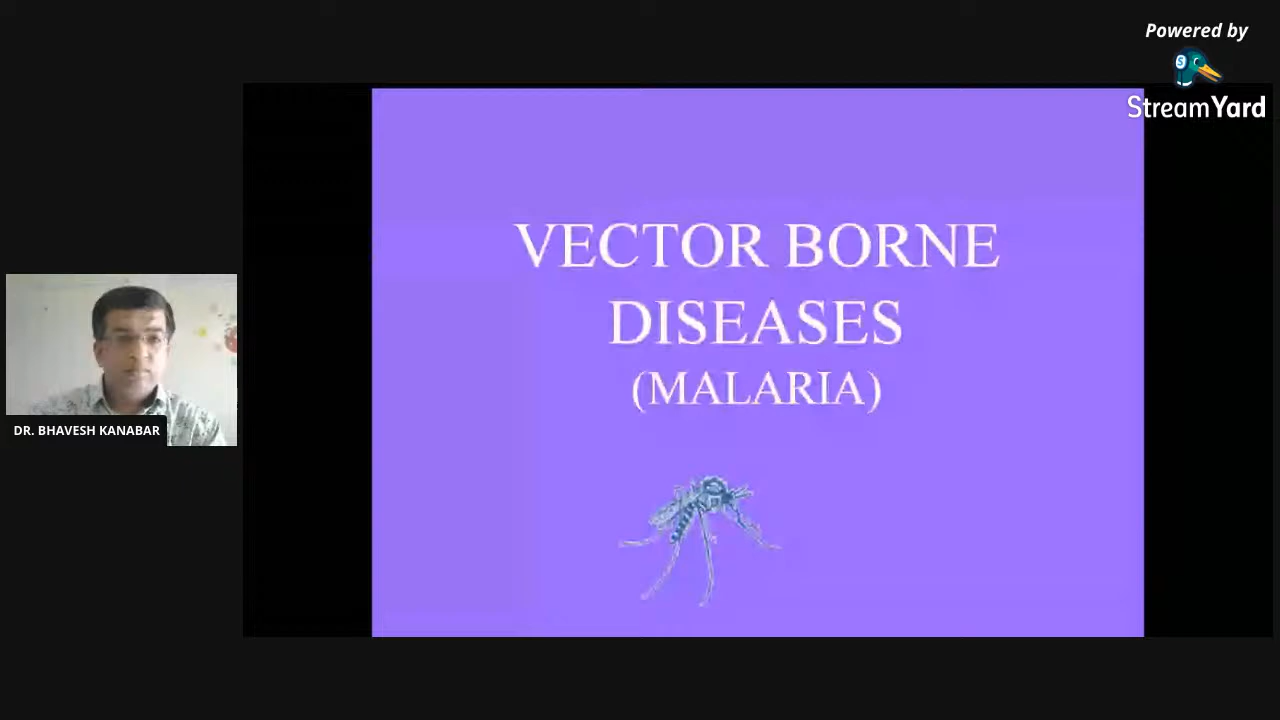 Powered by
StreamYard
VECTOR BORNE
DISEASES
(MALARIA)
DR. BHAVESH KANABAR